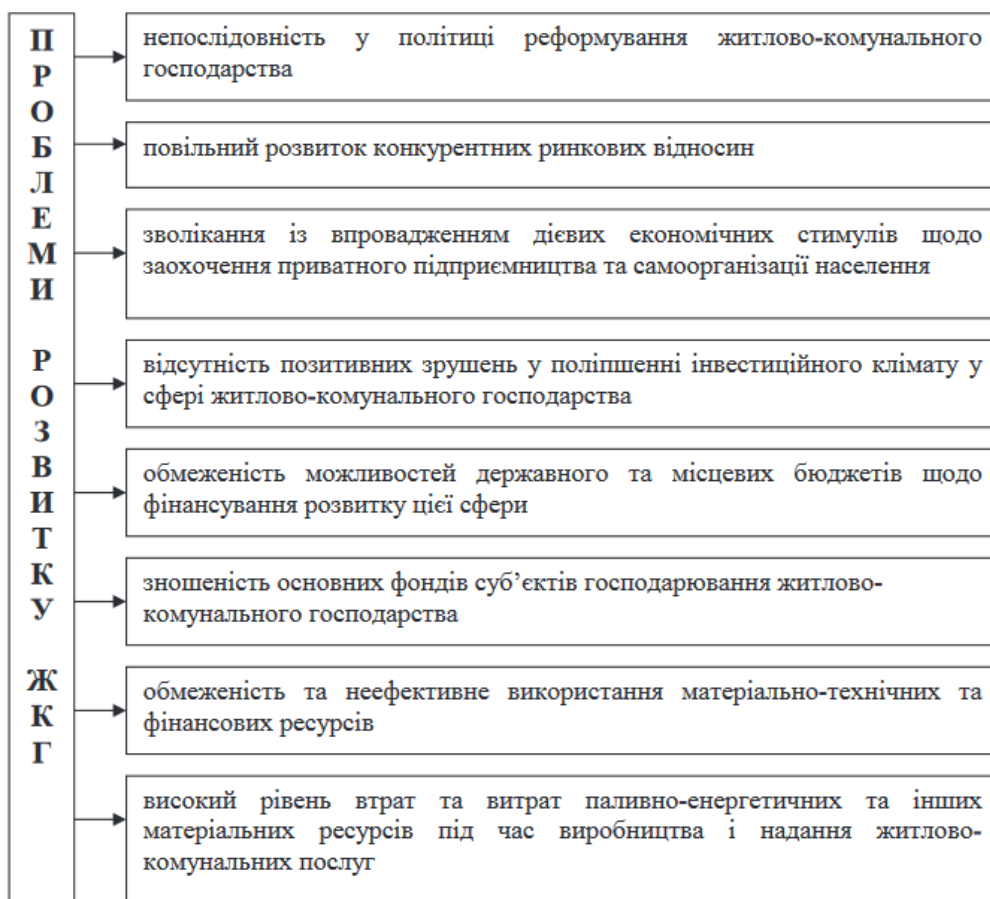 ПРОБЛЕМИ РОЗВИТКУ ЖКГ
непослідовність у політиці реформування житлово-комунального
господарства
повільний розвиток конкурентних ринкових відносин
зволікання із впровадженням дієвих економічних стимулів щодо
заохочення приватного підприємництва та самоорганізації населення
відсутність позитивних зрушень у поліпшенні інвестиційного клімату у
сфері житлово-комунального господарства
обмеженість можливостей державного та місцевих бюджетів щодо
фінансування розвитку цієї сфери
зношеність основних фондів суб’єктів господарювання житлово-
комунального господарства
обмеженість та неефективне використання матеріально-технічних та
фінансових ресурсів
високий рівень втрат та витрат паливно-енергетичних та інших
матеріальних ресурсів під час виробництва і надання житлово-
комунальних послуг